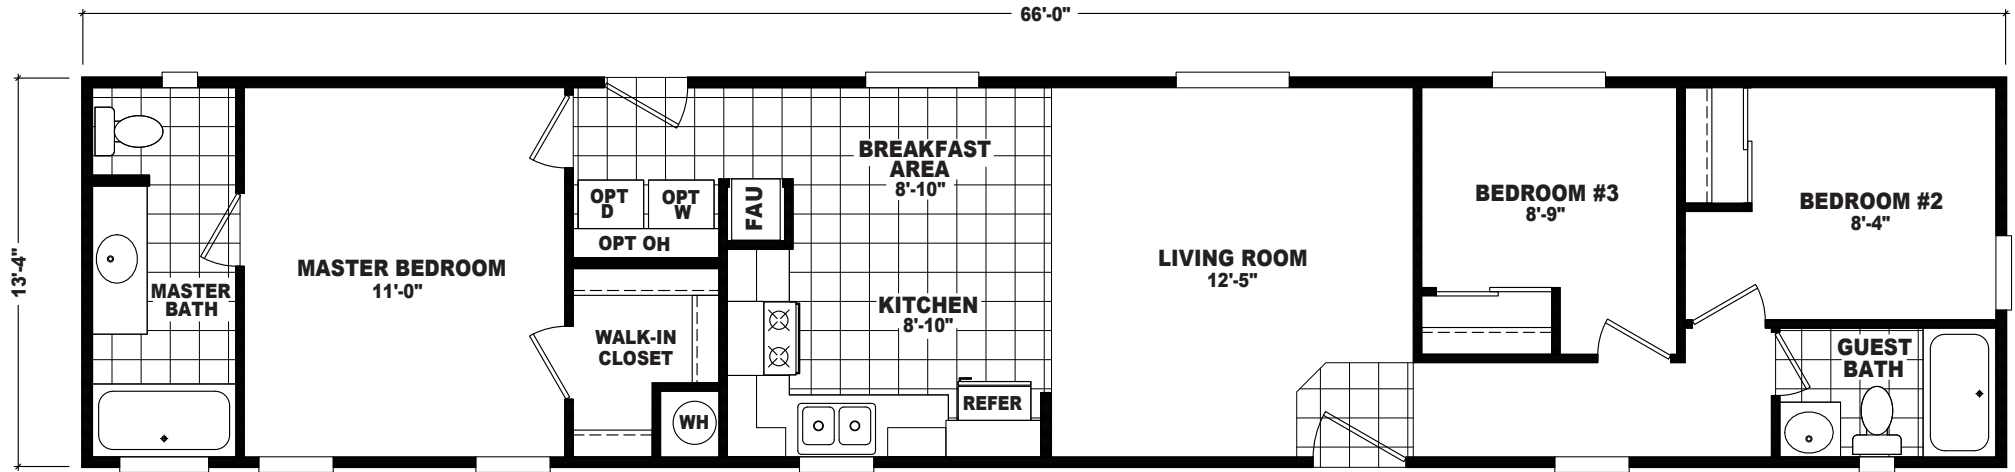 66'-0"
13'-4"
MASTER
BATH
MASTER BEDROOM
11'-0"
OPT
D
OPT
W
OPT OH
FAU
WALK-IN
CLOSET
WH
BREAKFAST
AREA
8'-10"
KITCHEN
8'-10"
REFER
LIVING ROOM
12'-5"
BEDROOM #3
8'-9"
BEDROOM #2
8'-4"
GUEST
BATH